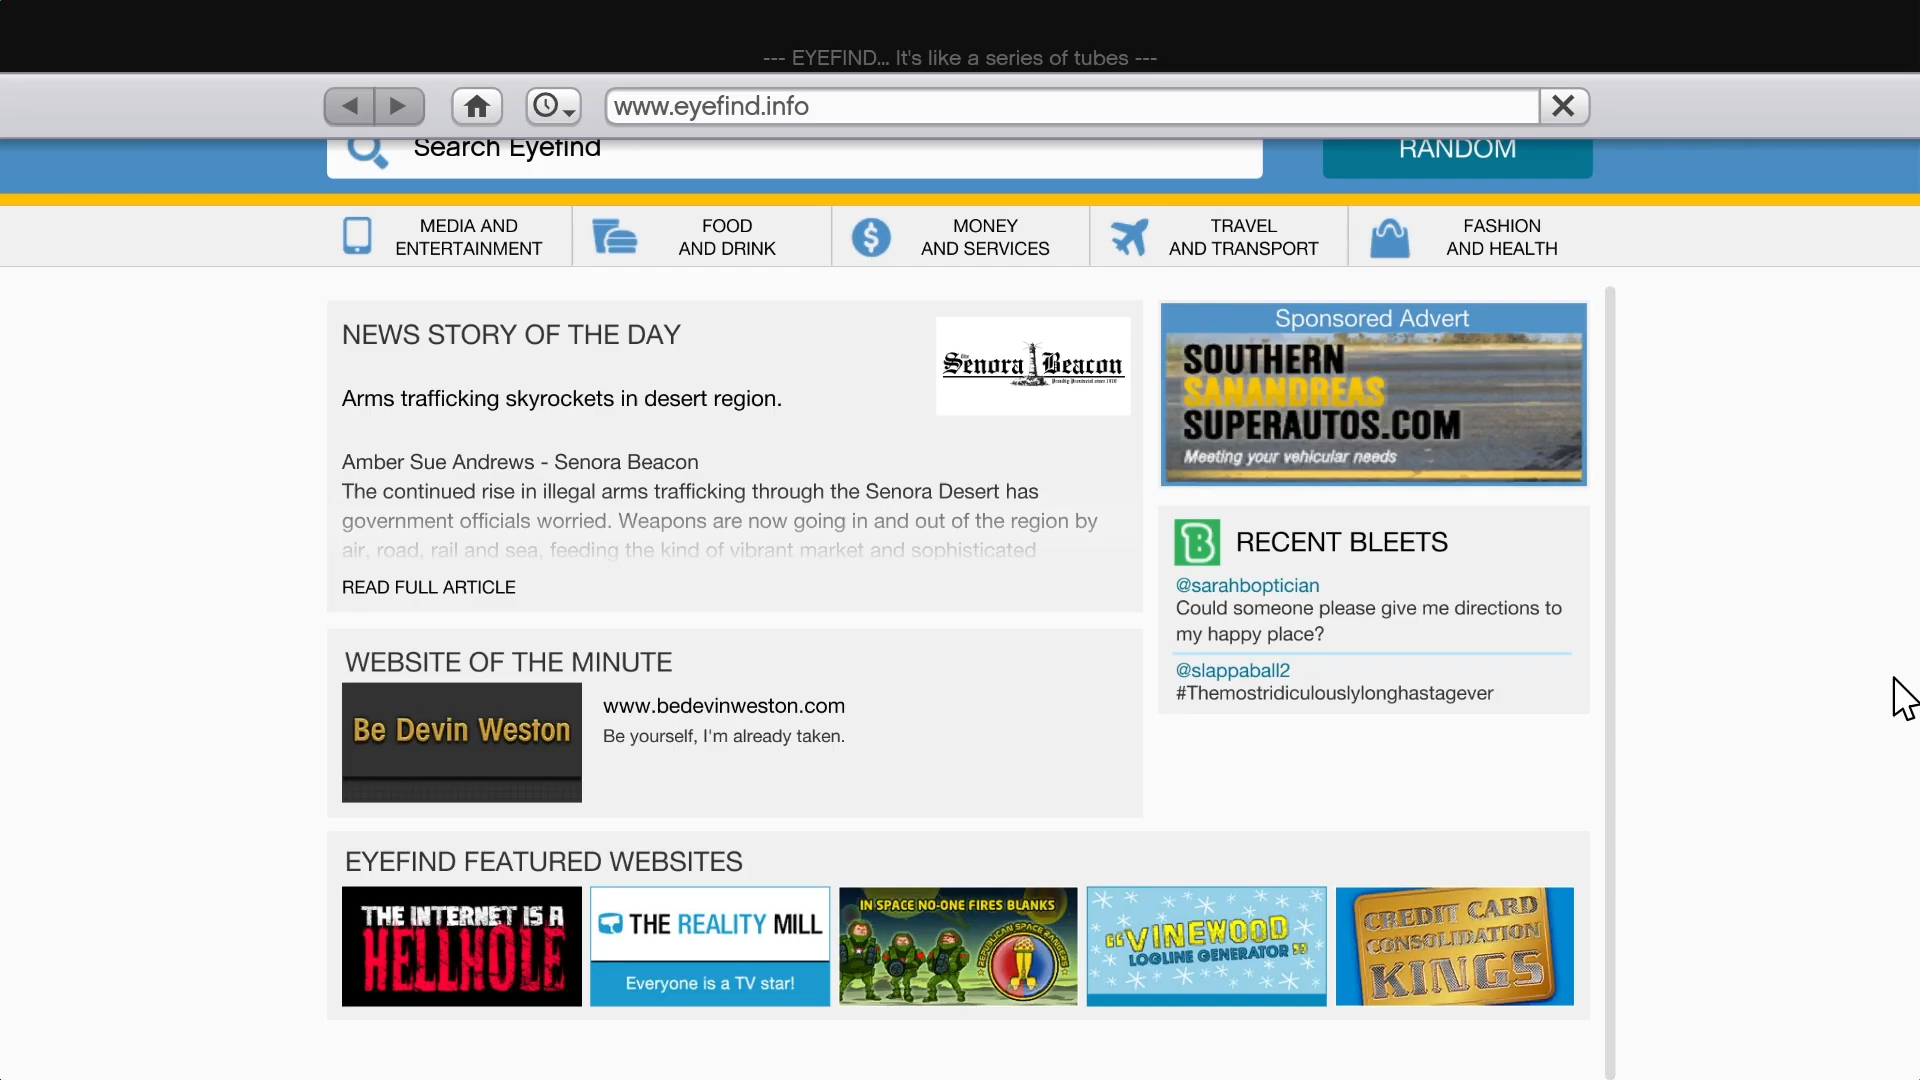 --- EYEFIND... It's like a series of tubes ---
www.eyefind.info
Search Eyefind
RANDOM
MEDIA AND
ENTERTAINMENT
FOOD
AND DRINK
MONEY
AND SERVICES
TRAVEL
AND TRANSPORT
FASHION
AND HEALTH
NEWS STORY OF THE DAY
The
Senora Beacon
Arms trafficking skyrockets in desert region.
Amber Sue Andrews - Senora Beacon
The continued rise in illegal arms trafficking through the Senora Desert has
government officials worried. Weapons are now going in and out of the region by
air, road, rail and sea, feeding the kind of vibrant market and sophisticated
READ FULL ARTICLE
Sponsored Advert
SOUTHERN
SANANDREAS
SUPERAUTOS.COM
Meeting your vehicular needs
B RECENT BLEETS
@sarahboptician
Could someone please give me directions to
my happy place?
@slappaball2
#Themostridiculouslylonghastagever
WEBSITE OF THE MINUTE
Be Devin Weston
www.bedevinweston.com
Be yourself, I'm already taken.
EYEFIND FEATURED WEBSITES
THE INTERNET IS A
HELLHOLE
THE REALITY MILL
Everyone is a TV star!
IN SPACE NO-ONE FIRES BLANKS
REPUBLICAN SPACE RANGERS
"VINEWOOD
LOGLINE GENERATOR"
CREDIT CARD
CONSOLIDATION
KINGS